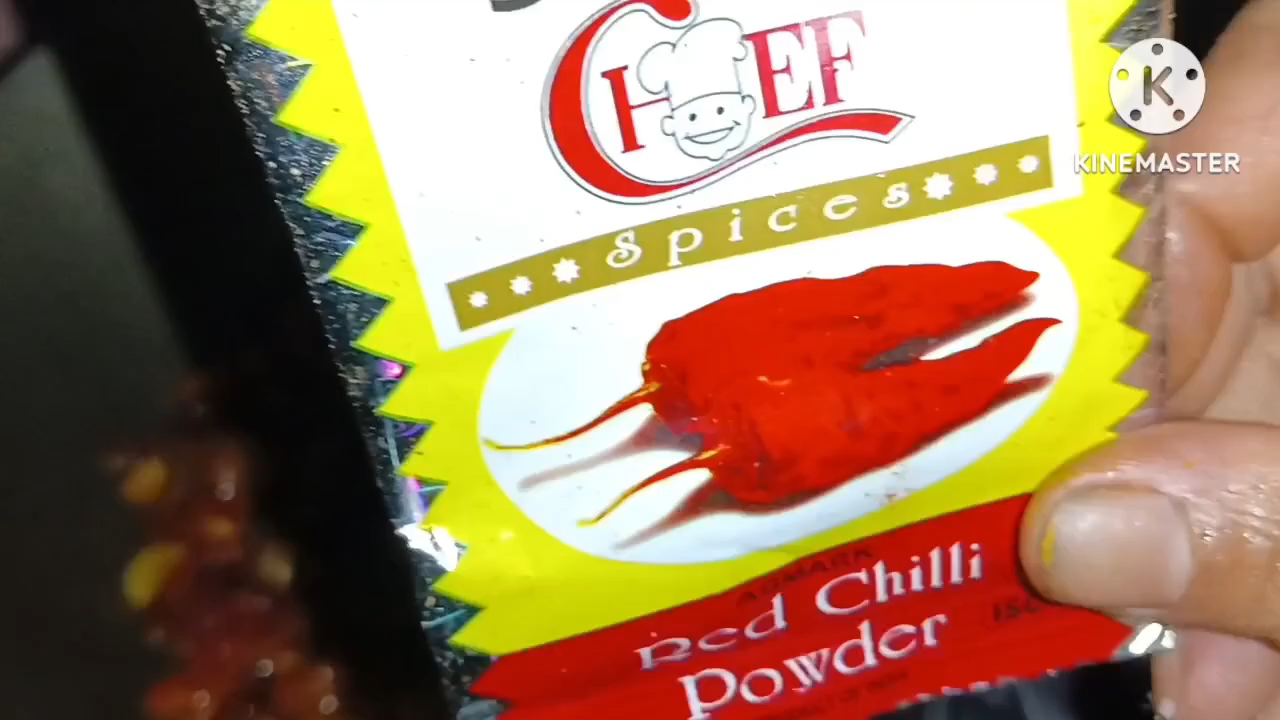 CHEF
KINEMASTER
Spices
AGMARK
Red Chilli
Powder